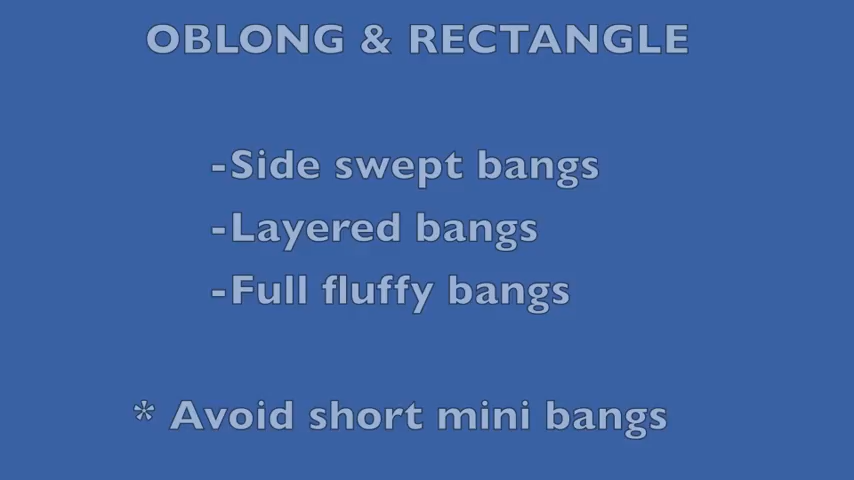 OBLONG & RECTANGLE
-Side swept bangs
-Layered bangs
-Full fluffy bangs
* Avoid short mini bangs